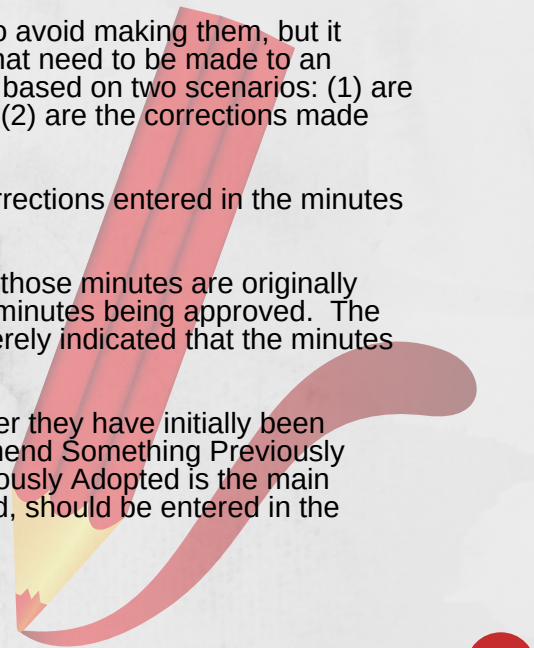 avoid making them, but it
hat need to be made to an
based on two scenarios: (1) are
(2) are the corrections made
rrections entered in the minutes
those minutes are originally
minutes being approved. The
erely indicated that the minutes
er they have initially been
nend Something Previously
ously Adopted is the main
d, should be entered in the